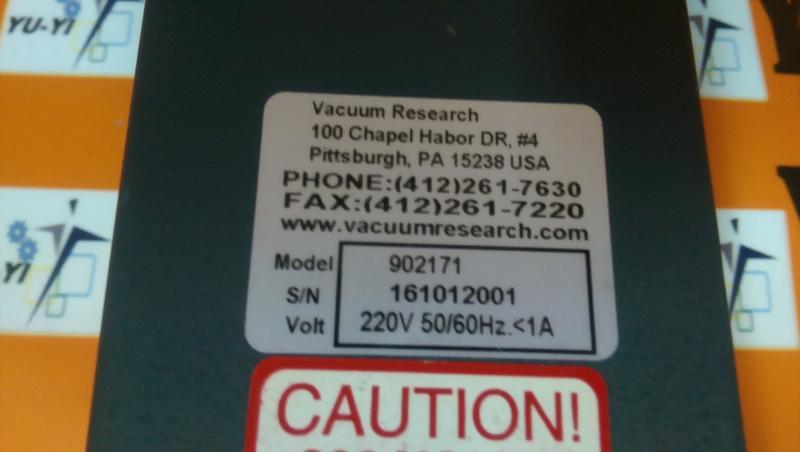 YU-YI
Vacuum Research
100 Chapel Habor DR, #4
Pittsburgh, PA 15238 USA
PHONE:(412)261-7630
FAX:(412)261-7220
www.vacuumresearch.com
Model 902171
S/N 161012001
Volt 220V 50/60Hz.<1A
YI
CAUTION!